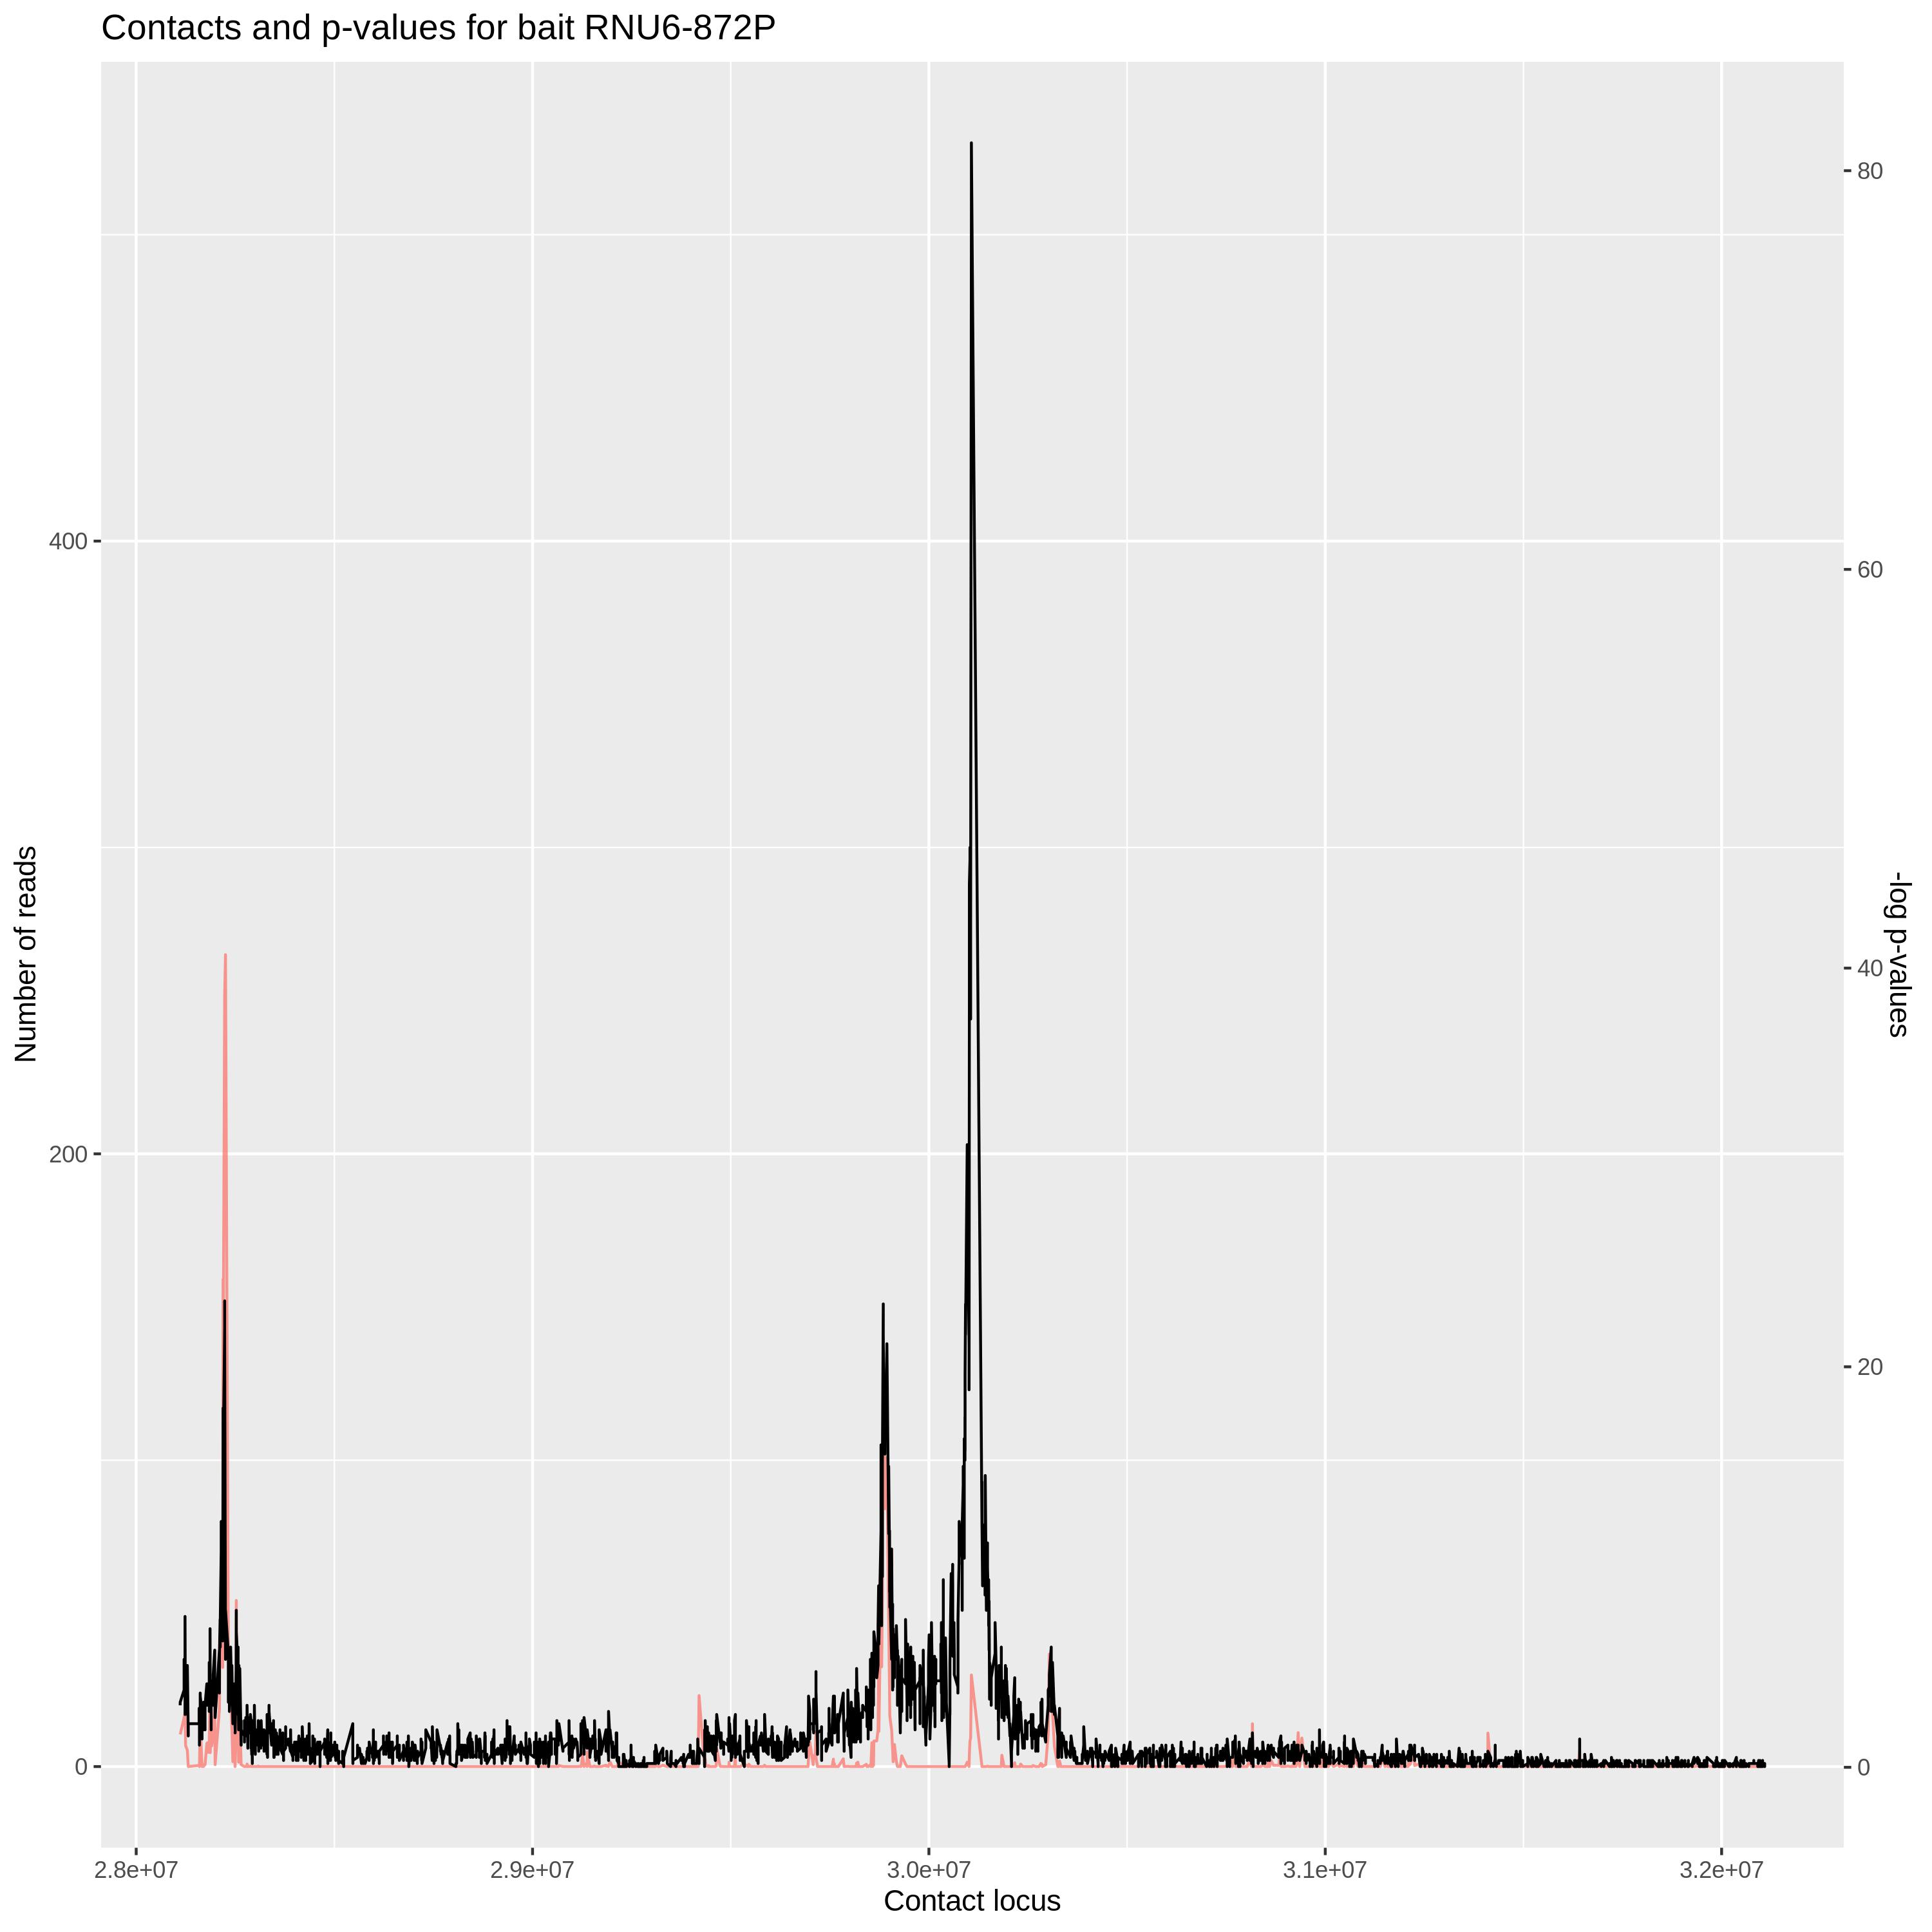 Contacts and p-values for bait RNU6-872P
80
400
60
Number of reads
-log p-values
40
200
20
0
0
2.8e+07
2.9e+07
3.0e+07
3.1e+07
3.2e+07
Contact locus